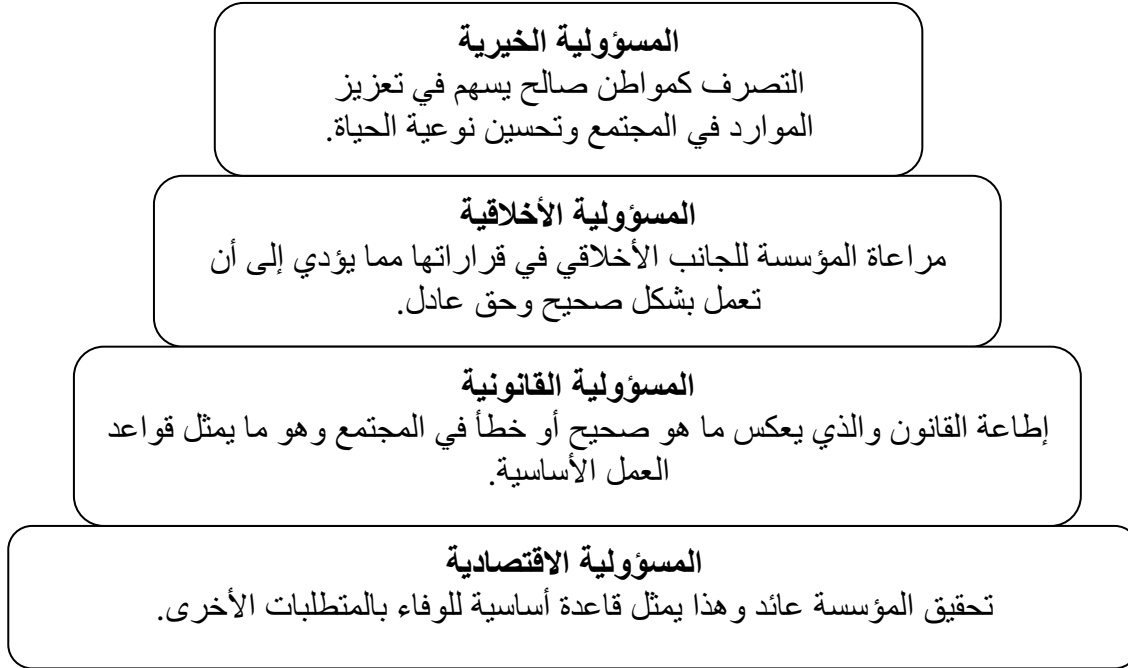 المسؤولية الخيرية
التصرف كمواطن صالح يسهم في تعزيز
الموارد في المجتمع وتحسين نوعية الحياة.
المسؤولية الأخلاقية
مراعاة المؤسسة للجانب الأخلاقي في قراراتها مما يؤدي إلى أن
تعمل بشكل صحيح وحق عادل.
المسؤولية القانونية
إطاعة القانون والذي يعكس ما هو صحيح أو خطأ في المجتمع وهو ما يمثل قواعد
العمل الأساسية.
المسؤولية الاقتصادية
تحقيق المؤسسة عائد وهذا يمثل قاعدة أساسية للوفاء بالمتطلبات الأخرى.